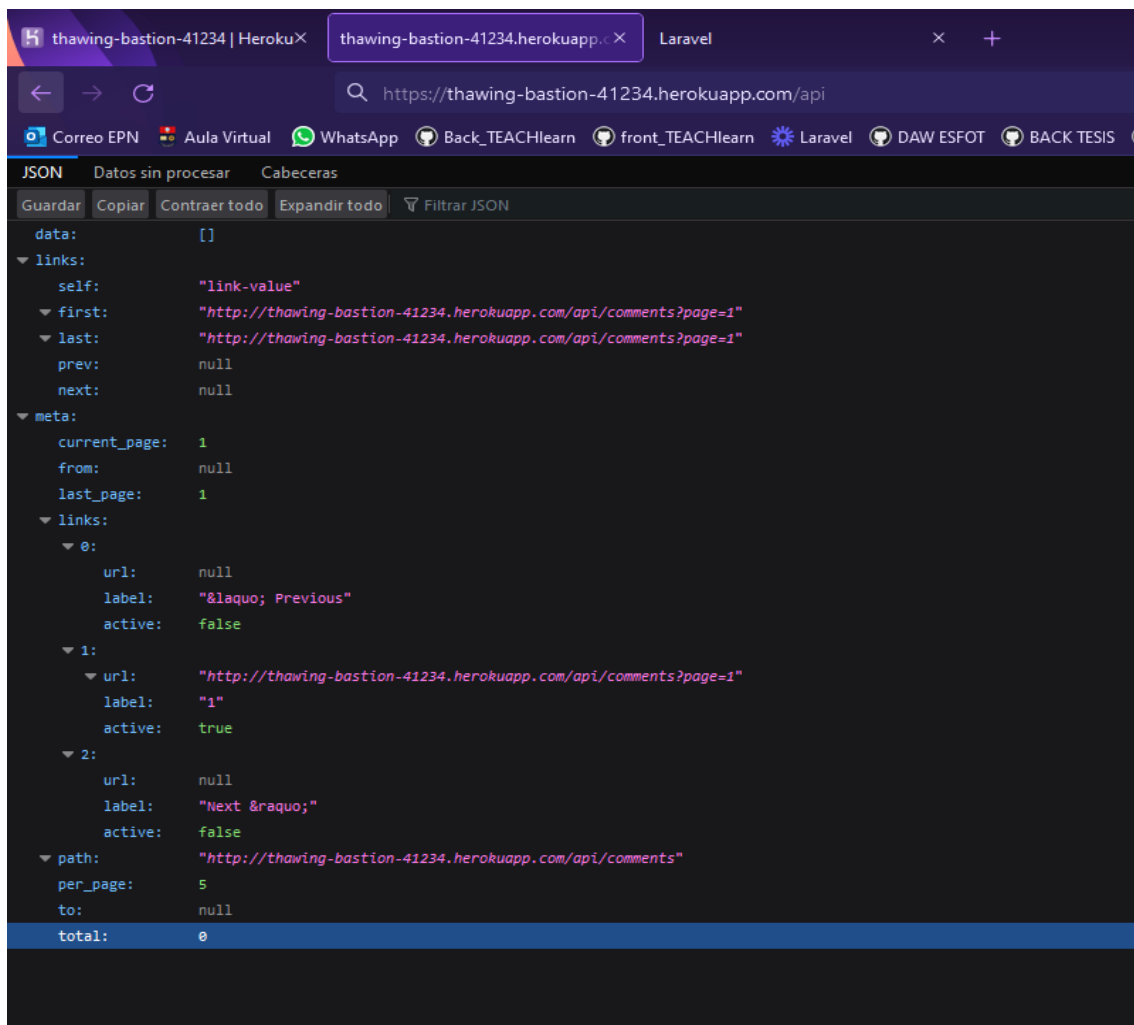 thawing-bastion-41234 | Heroku
thawing-bastion-41234.herokuapp.c
Laravel
https://thawing-bastion-41234.herokuapp.com/api
Correo EPN Aula Virtual WhatsApp Back_TEACHlearn front_TEACHlearn Laravel DAW ESFOT BACK TESIS
JSON Datos sin procesar Cabeceras
Guardar Copiar Contraer todo Expandir todo Filtrar JSON
data: []
links:
self: "link-value"
first: "http://thawing-bastion-41234.herokuapp.com/api/comments?page=1"
last: "http://thawing-bastion-41234.herokuapp.com/api/comments?page=1"
prev: null
next: null
meta:
current_page: 1
from: null
last_page: 1
links:
0:
url: null
label: "&laquo; Previous"
active: false
1:
url: "http://thawing-bastion-41234.herokuapp.com/api/comments?page=1"
label: "1"
active: true
2:
url: null
label: "Next &raquo;"
active: false
path: "http://thawing-bastion-41234.herokuapp.com/api/comments"
per_page: 5
to: null
total: 0